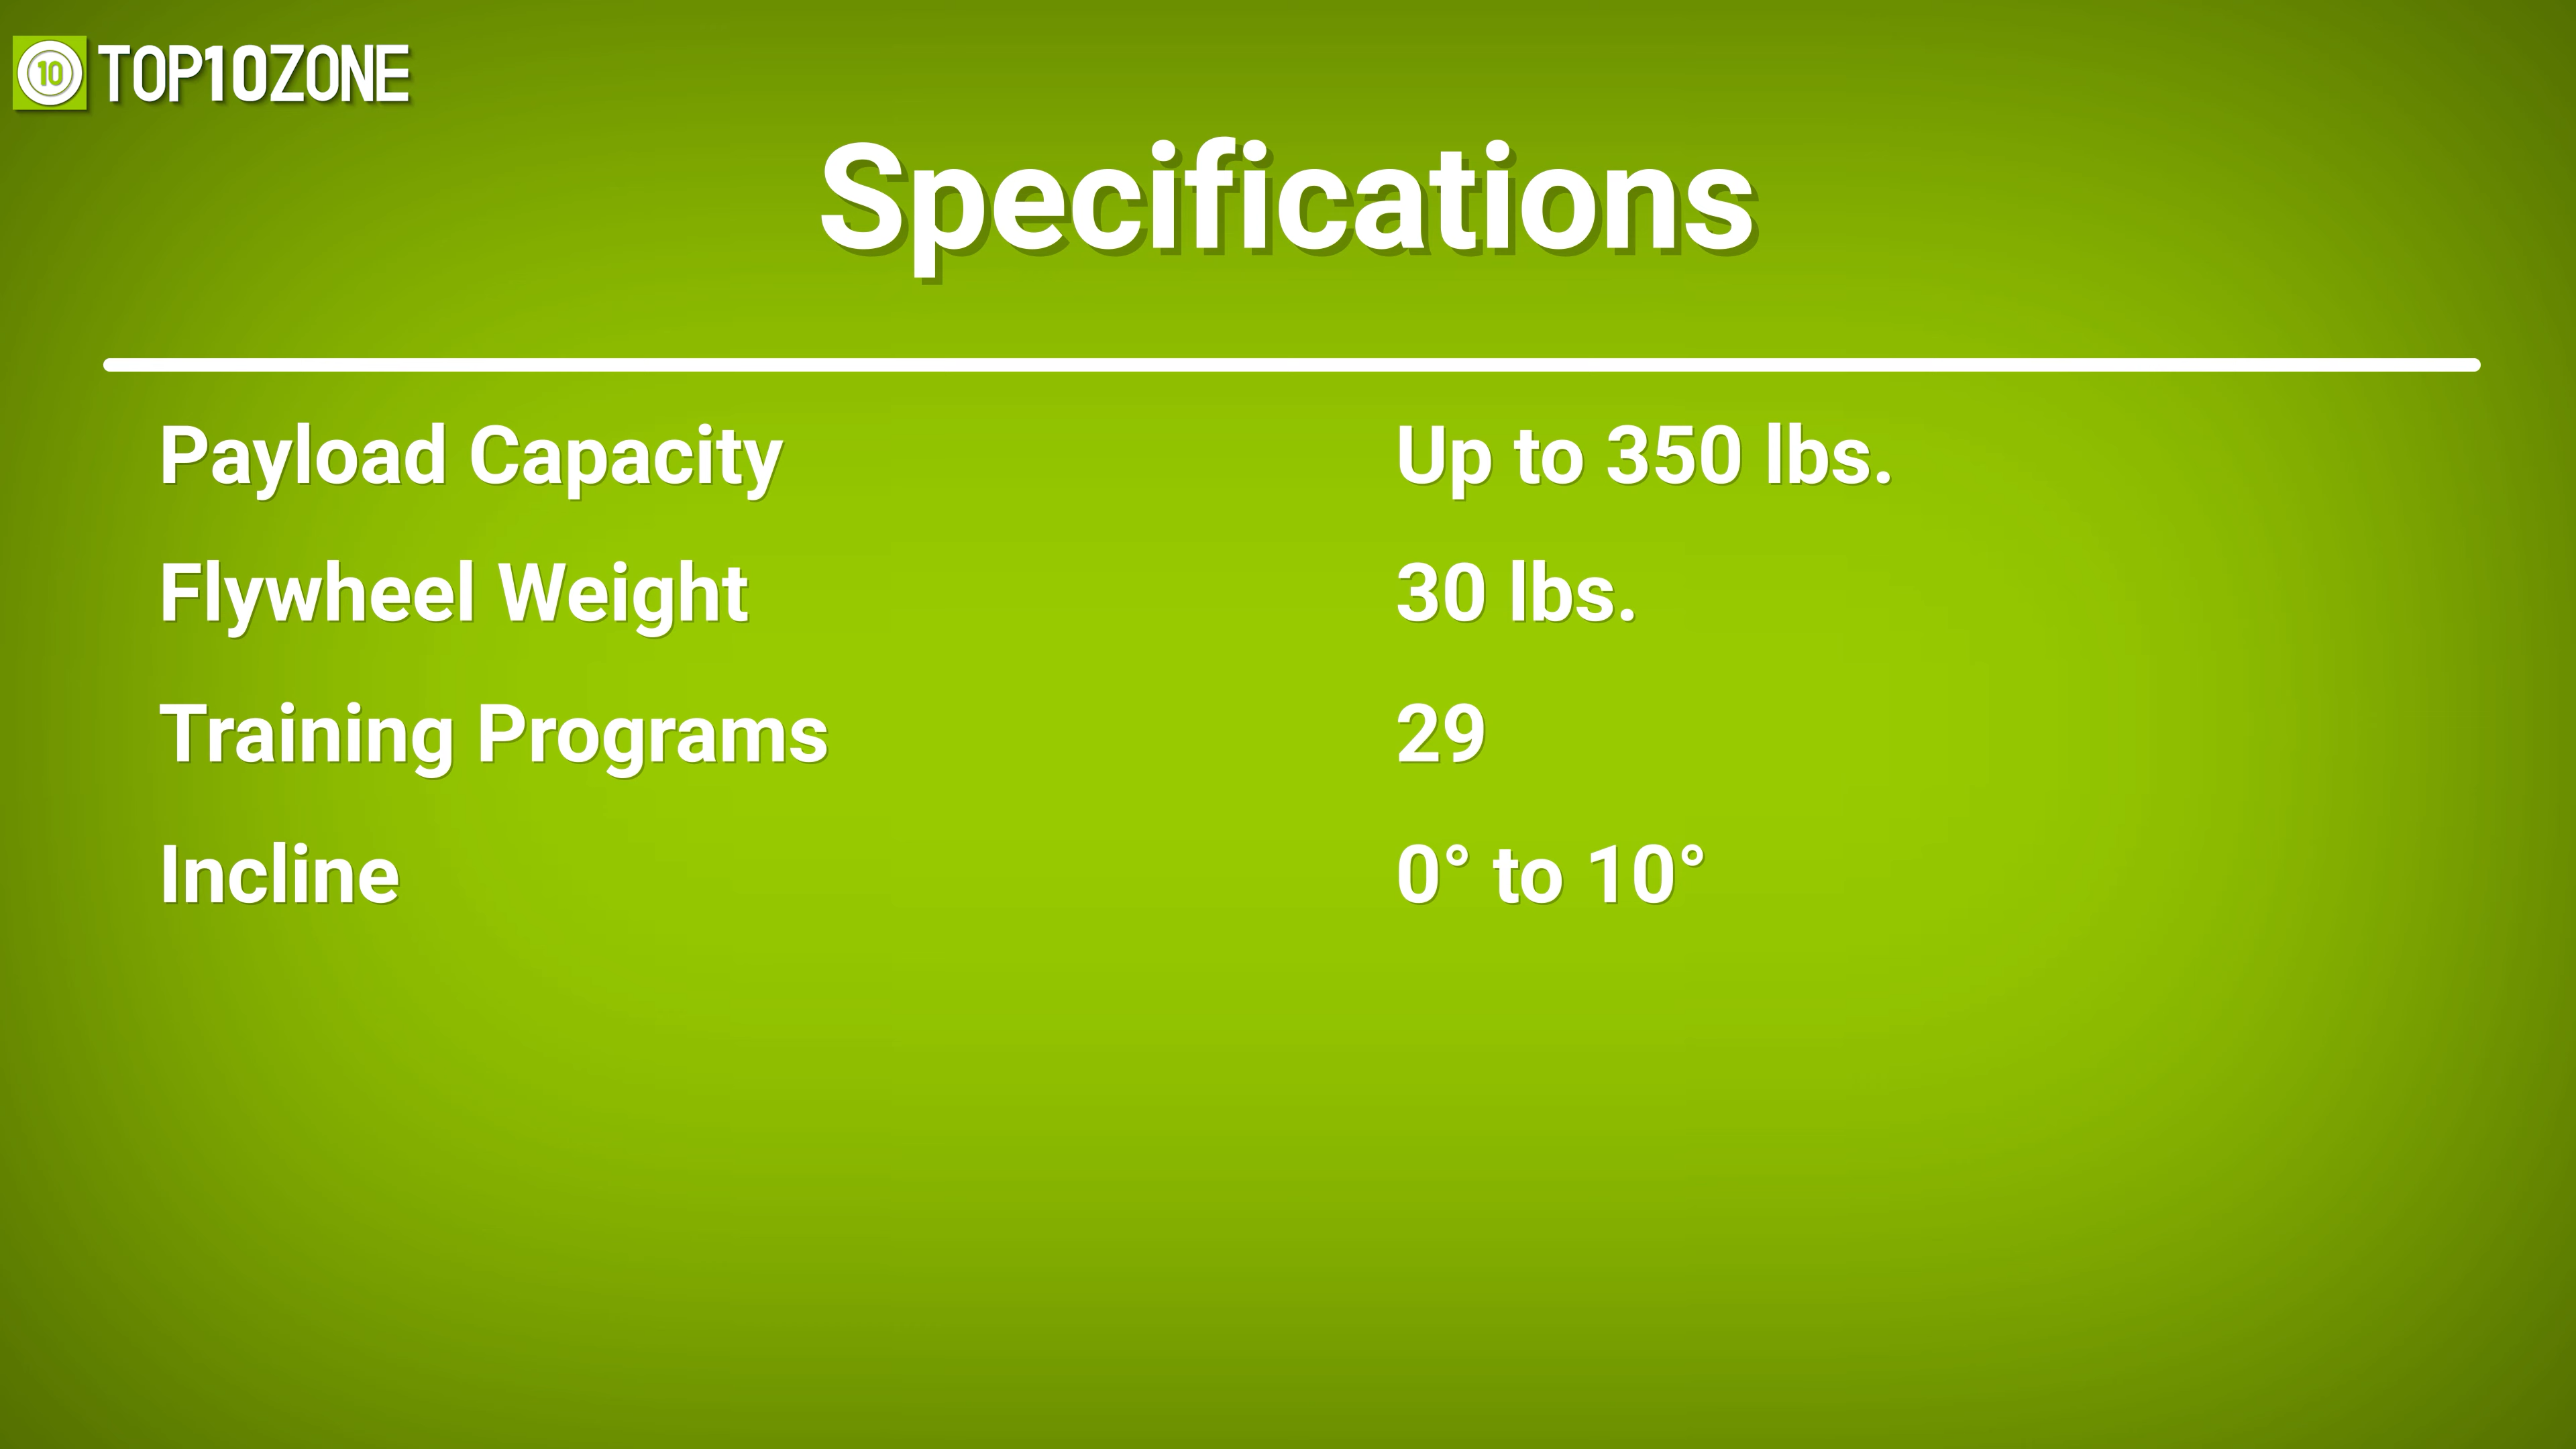 10 TOP10ZONE
Specifications
Payload Capacity Up to 350 lbs.
Flywheel Weight 30 lbs.
Training Programs 29
Incline 0° to 10°